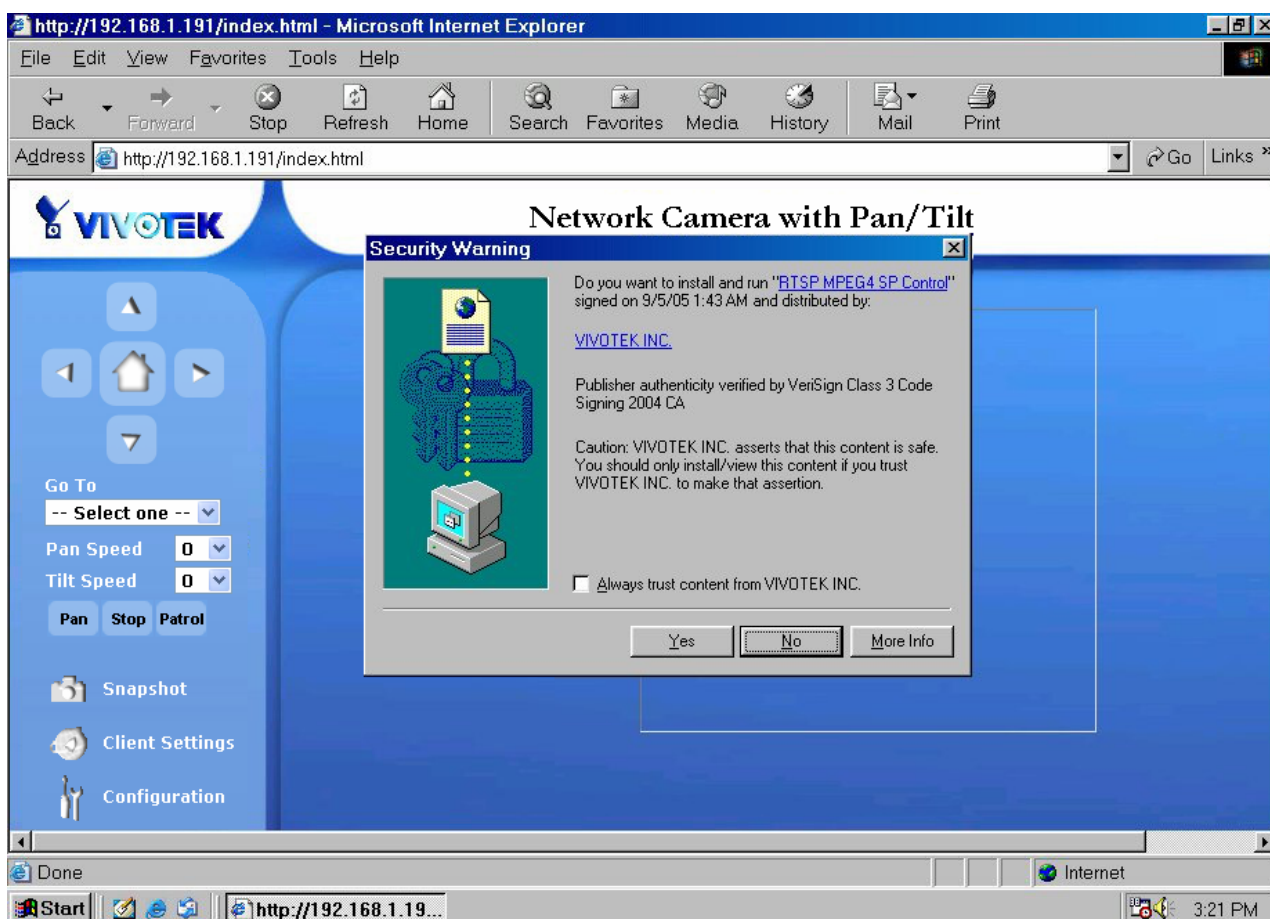 http://192.168.1.191/index.html - Microsoft Internet Explorer
File Edit View Favorites Tools Help
Back Forward Stop Refresh Home Search Favorites Media History Mail Print
Address http://192.168.1.191/index.html Go Links »
VIVOTEK
Network Camera with Pan/Tilt
Security Warning
Do you want to install and run "RTSP MPEG4 SP Control"
signed on 9/5/05 1:43 AM and distributed by:
VIVOTEK INC.
Publisher authenticity verified by VeriSign Class 3 Code
Signing 2004 CA
Caution: VIVOTEK INC. asserts that this content is safe.
You should only install/view this content if you trust
VIVOTEK INC. to make that assertion.
Always trust content from VIVOTEK INC.
Yes No More Info
Go To
-- Select one --
Pan Speed 0
Tilt Speed 0
Pan Stop Patrol
Snapshot
Client Settings
Configuration
Done Internet
Start http://192.168.1.19... 3:21 PM